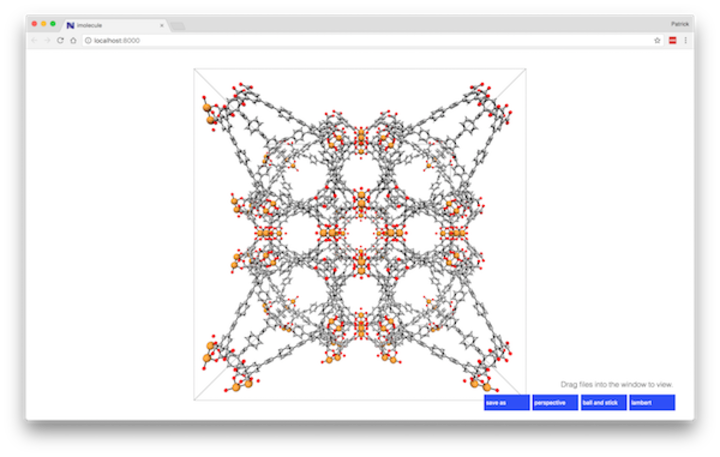 imolecule
Patrick
localhost:8000
Drag files into the window to view.
save as
perspective
ball and stick
lambert